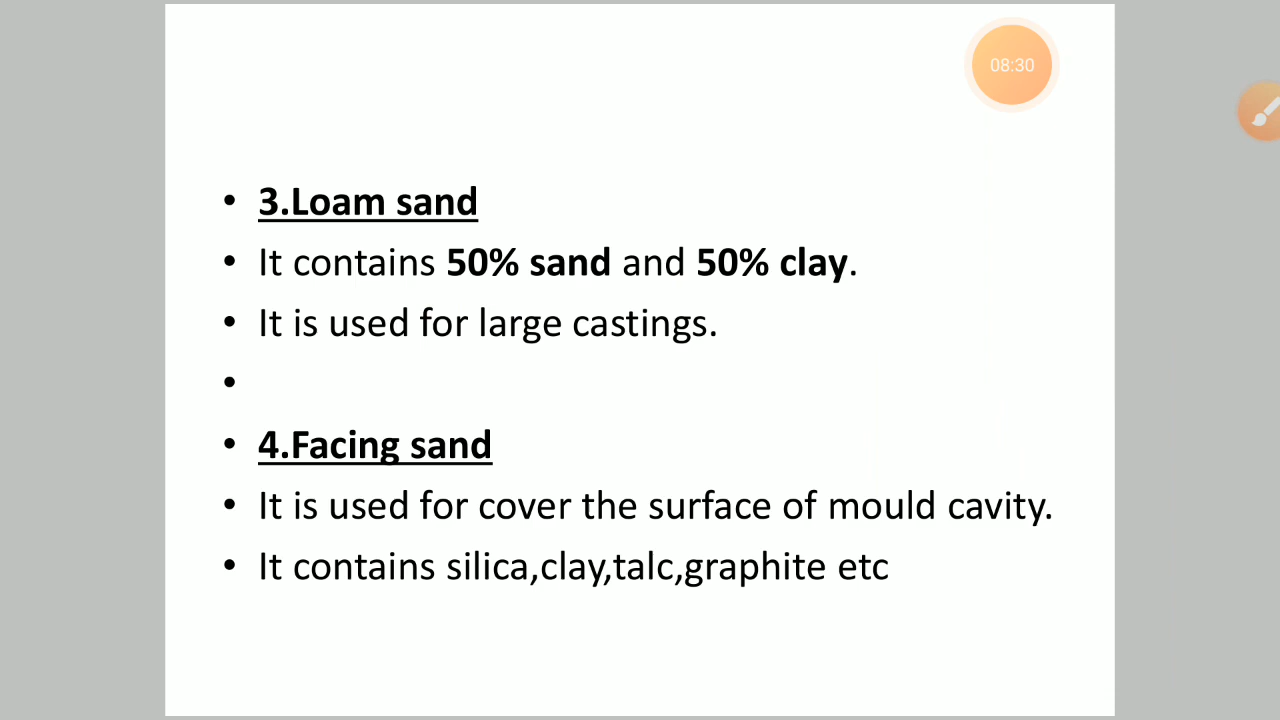 08:30
• 3.Loam sand
• It contains 50% sand and 50% clay.
• It is used for large castings.
•
• 4.Facing sand
• It is used for cover the surface of mould cavity.
• It contains silica,clay,talc,graphite etc